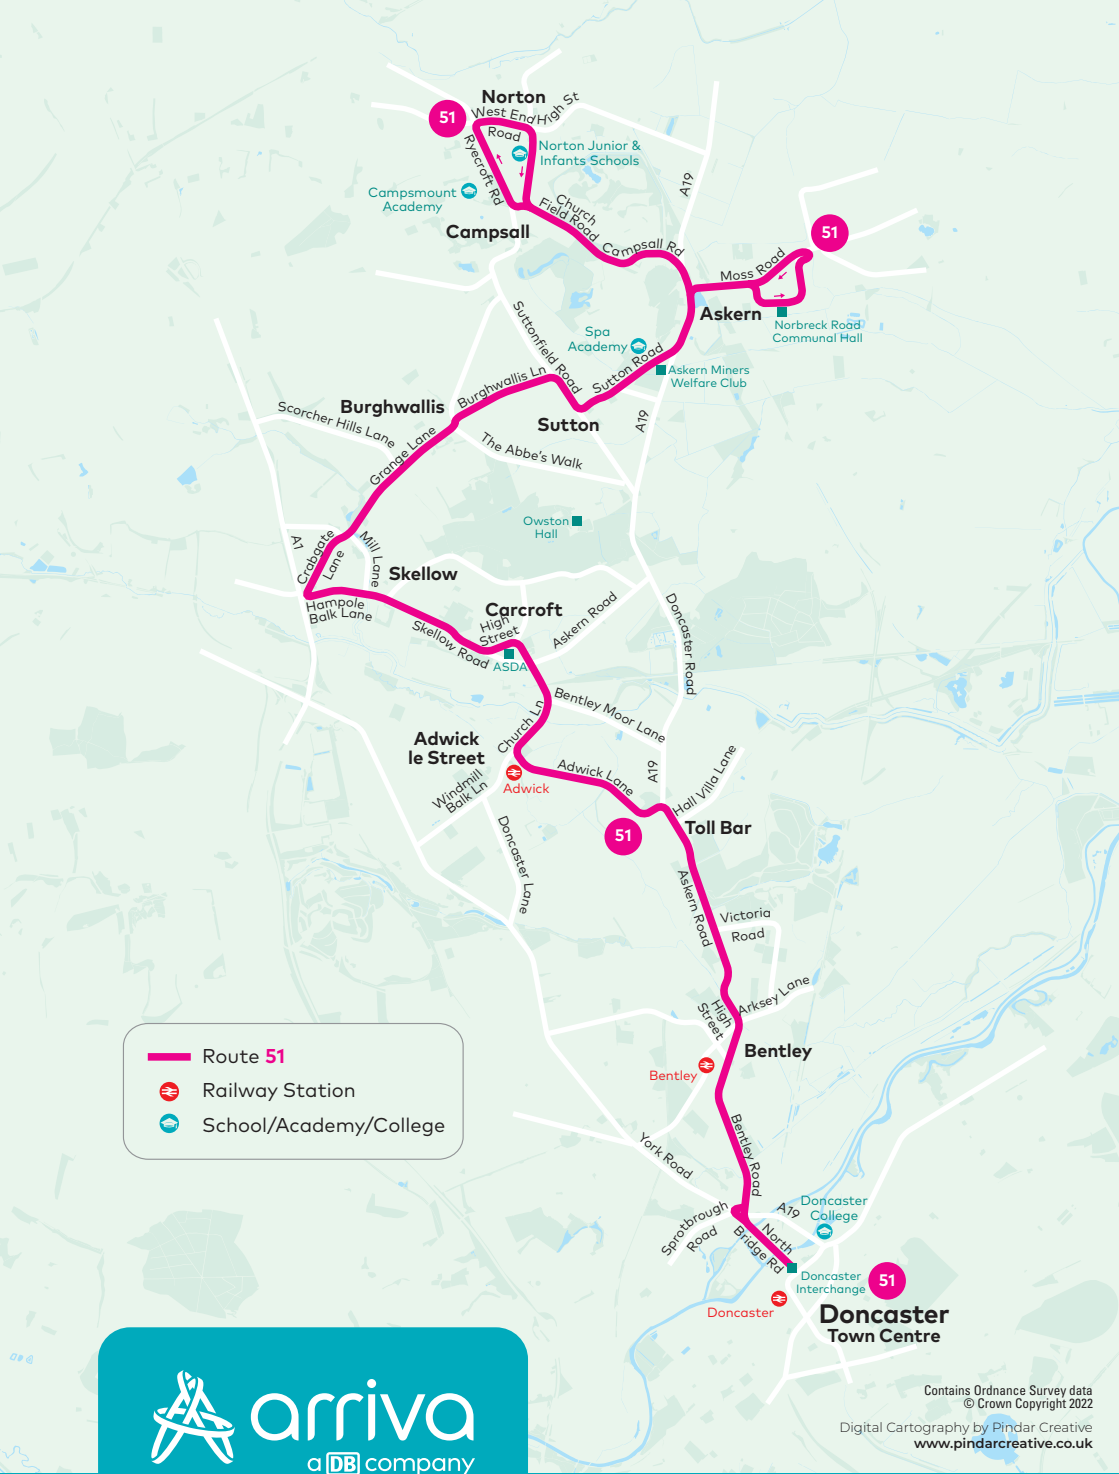 Norton
51
West End
Road
High St
Norton Junior &
Infants Schools
Ryecroft Rd
Campsmount
Academy
Campsall
Church
Field Road
Campsall Rd
A19
51
Moss Road
Askern
Norbreck Road
Communal Hall
Spa
Academy
Suttonfield Road
Sutton Road
Askern Miners
Welfare Club
Burghwallis Ln
Burghwallis
Sutton
A19
Scorcher Hills Lane
Grange Lane
The Abbe's Walk
Owston
Hall
A1
Crabgate
Lane
Mill Lane
Skellow
Hampole
Balk Lane
Carcroft
High
Street
Askern Road
Skellow Road
ASDA
Doncaster Road
Bentley Moor Lane
Church Ln
Adwick
le Street
Windmill
Balk Ln
Adwick
Adwick Lane
A19
Hall Villa Lane
51
Toll Bar
Doncaster Lane
Askern Road
Victoria
Road
Arksey Lane
High
Street
Bentley
Bentley
Route 51
Railway Station
School/Academy/College
Bentley Road
York Road
Sprotbrough
Road
A19
Doncaster
College
North
Bridge Rd
Doncaster
Interchange
51
Doncaster
Doncaster
Town Centre
arriva
a DB company
Contains Ordnance Survey data
© Crown Copyright 2022
Digital Cartography by Pindar Creative
www.pindarcreative.co.uk